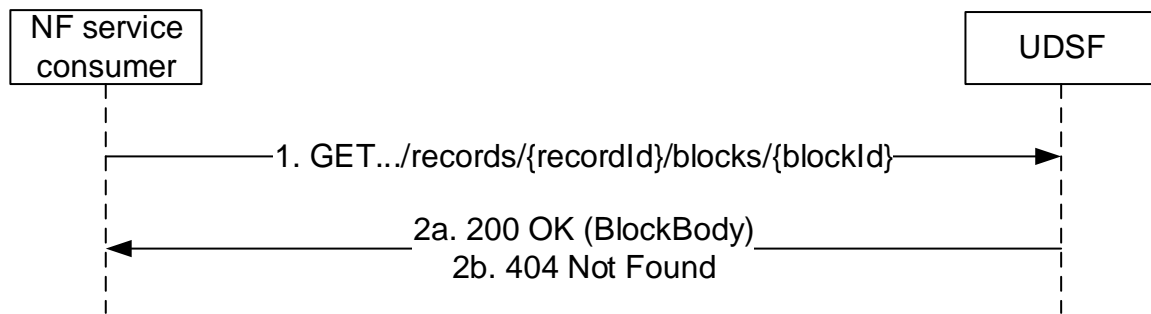 NF service
consumer
UDSF
1. GET.../records/{recordId}/blocks/{blockId}
2a. 200 OK (BlockBody)
2b. 404 Not Found